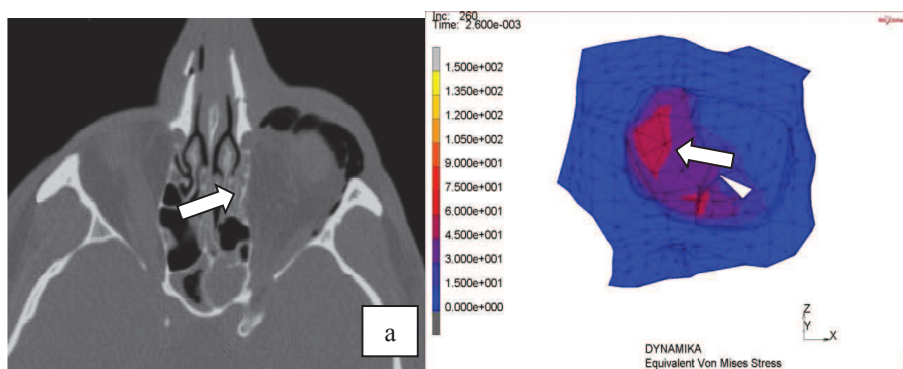 a
Inc: 260
Time: 2.600e-003
1.500e+002
1.350e+002
1.200e+002
1.050e+002
9.000e+001
7.500e+001
6.000e+001
4.500e+001
3.000e+001
1.500e+001
0.000e+000
Z
Y
X
DYNAMIKA
Equivalent Von Mises Stress